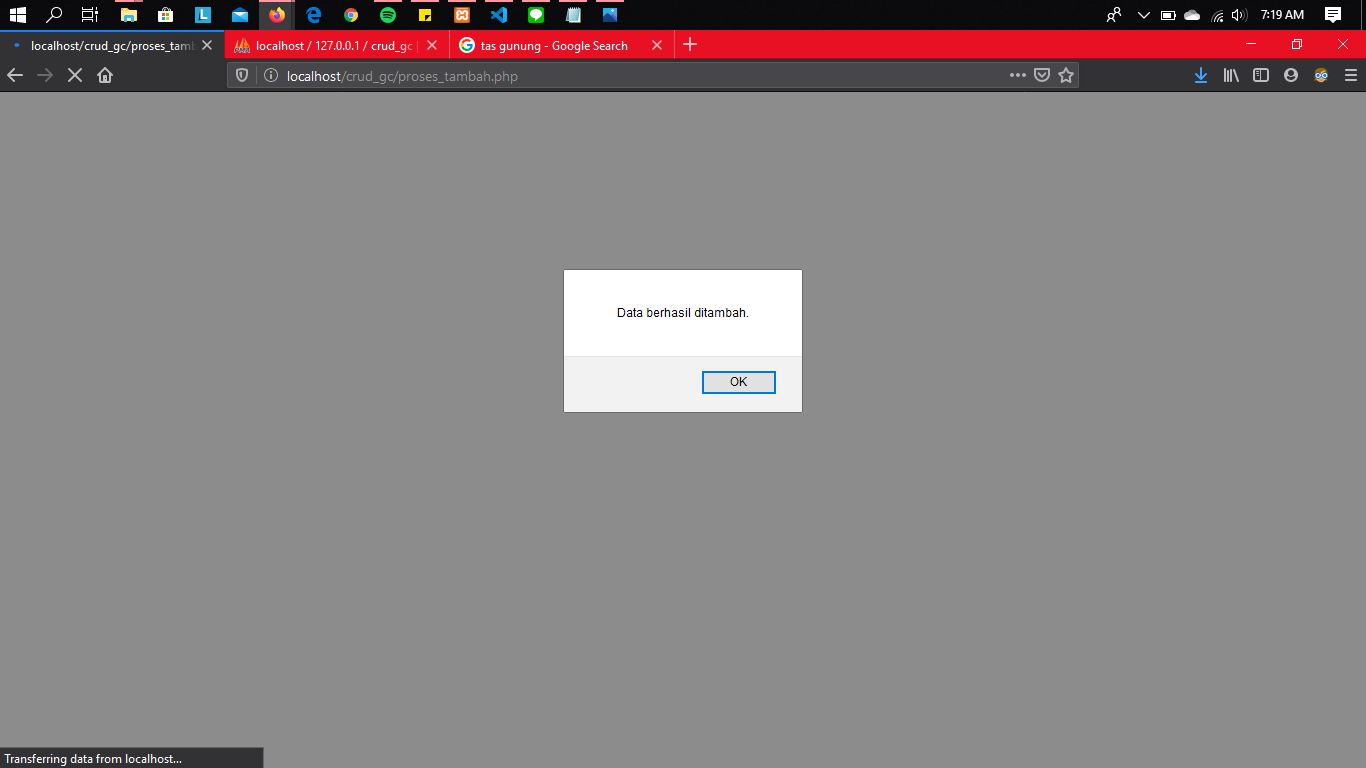 7:19 AM
localhost/crud_gc/proses_tamb
localhost / 127.0.0.1 / crud_gc
tas gunung - Google Search
localhost/crud_gc/proses_tambah.php
Data berhasil ditambah.
OK
Transferring data from localhost...